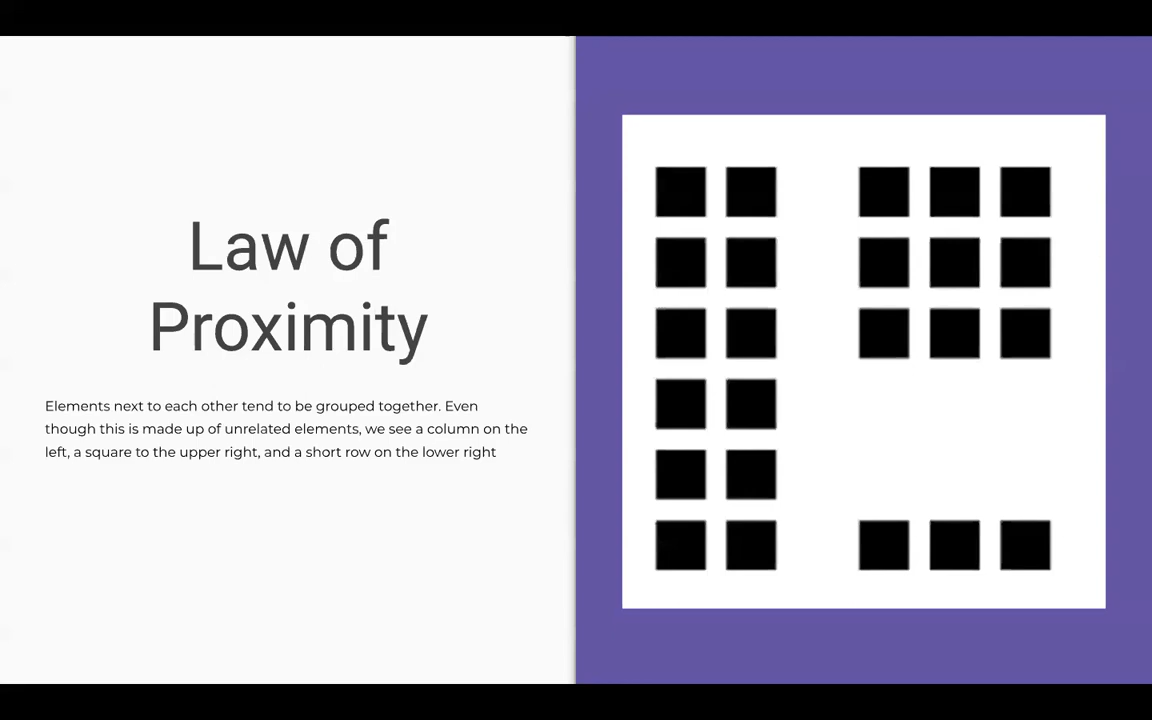 Law of
Proximity
Elements next to each other tend to be grouped together. Even
though this is made up of unrelated elements, we see a column on the
left, a square to the upper right, and a short row on the lower right